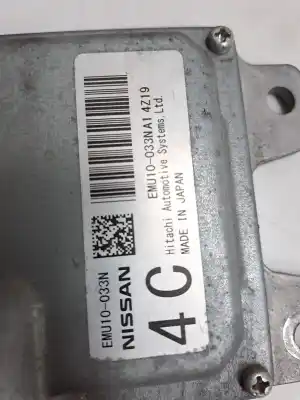 EMU10-033NA1 4Z19
Hitachi Automotive Systems,Ltd.
MADE IN JAPAN
EMU10-033N
NISSAN
4C